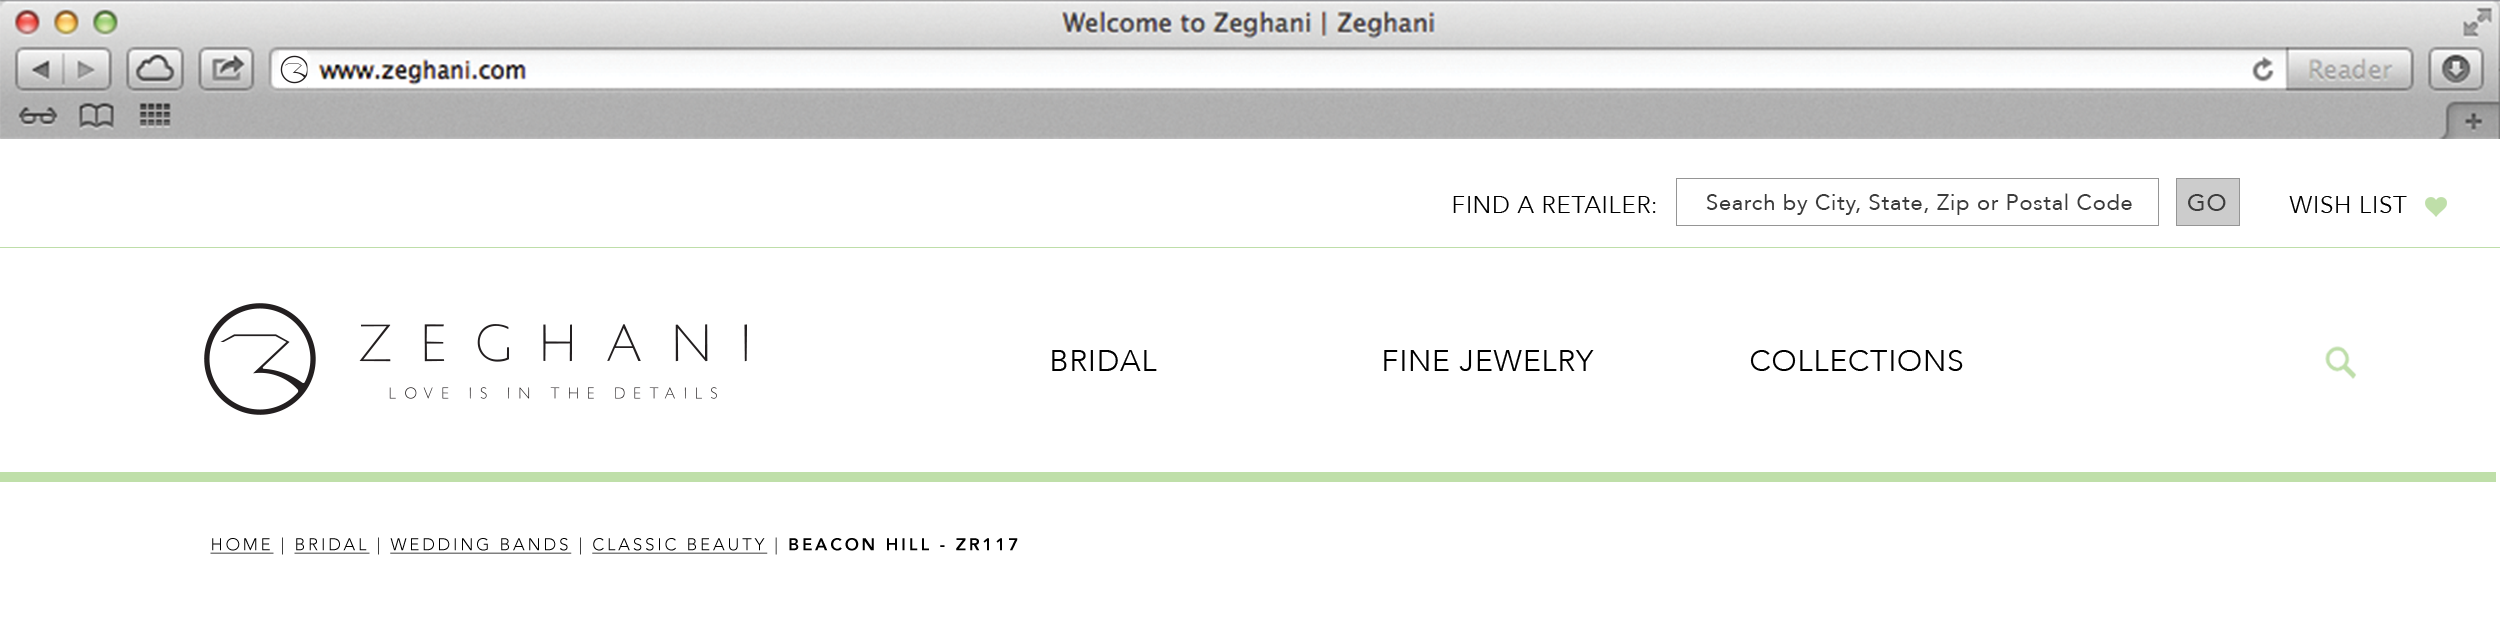 Welcome to Zeghani | Zeghani
www.zeghani.com
Reader
FIND A RETAILER: Search by City, State, Zip or Postal Code GO WISH LIST
ZEGHANI
LOVE IS IN THE DETAILS
BRIDAL FINE JEWELRY COLLECTIONS
HOME | BRIDAL | WEDDING BANDS | CLASSIC BEAUTY | BEACON HILL - ZR117